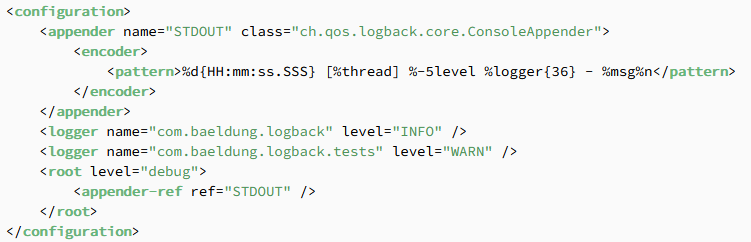 <configuration>
    <appender name="STDOUT" class="ch.qos.logback.core.ConsoleAppender">
        <encoder>
            <pattern>%d{HH:mm:ss.SSS} [%thread] %-5level %logger{36} - %msg%n</pattern>
        </encoder>
    </appender>
    <logger name="com.baeldung.logback" level="INFO" />
    <logger name="com.baeldung.logback.tests" level="WARN" />
    <root level="debug">
        <appender-ref ref="STDOUT" />
    </root>
</configuration>